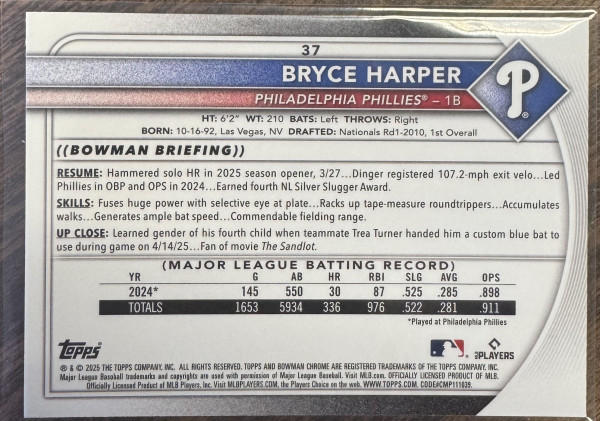 37
BRYCE HARPER
PHILADELPHIA PHILLIES® – 1B
P
HT: 6'2" WT: 210 BATS: Left THROWS: Right
BORN: 10-16-92, Las Vegas, NV DRAFTED: Nationals Rd1-2010, 1st Overall
((BOWMAN BRIEFING))
RESUME: Hammered solo HR in 2025 season opener, 3/27...Dinger registered 107.2-mph exit velo...Led
Phillies in OBP and OPS in 2024...Earned fourth NL Silver Slugger Award.
SKILLS: Fuses huge power with selective eye at plate...Racks up tape-measure roundtrippers...Accumulates
walks...Generates ample bat speed...Commendable fielding range.
UP CLOSE: Learned gender of his fourth child when teammate Trea Turner handed him a custom blue bat to
use during game on 4/14/25...Fan of movie The Sandlot.
(MAJOR LEAGUE BATTING RECORD)
YR G AB HR RBI SLG AVG OPS
2024* 145 550 30 87 .525 .285 .898
TOTALS 1653 5934 336 976 .522 .281 .911
*Played at Philadelphia Phillies
Topps
PLAYERS
® & © 2025 THE TOPPS COMPANY, INC. ALL RIGHTS RESERVED. TOPPS AND BOWMAN CHROME ARE REGISTERED TRADEMARKS OF THE TOPPS COMPANY, INC.
Major League Baseball trademarks and copyrights are used with permission of Major League Baseball. Visit MLB.com. OFFICIALLY LICENSED PRODUCT OF MLB.
Officially Licensed Product of MLB Players, Inc. Visit MLBPLAYERS.com, the Players Choice on the web. WWW.TOPPS.COM. CODE#CMP111039.